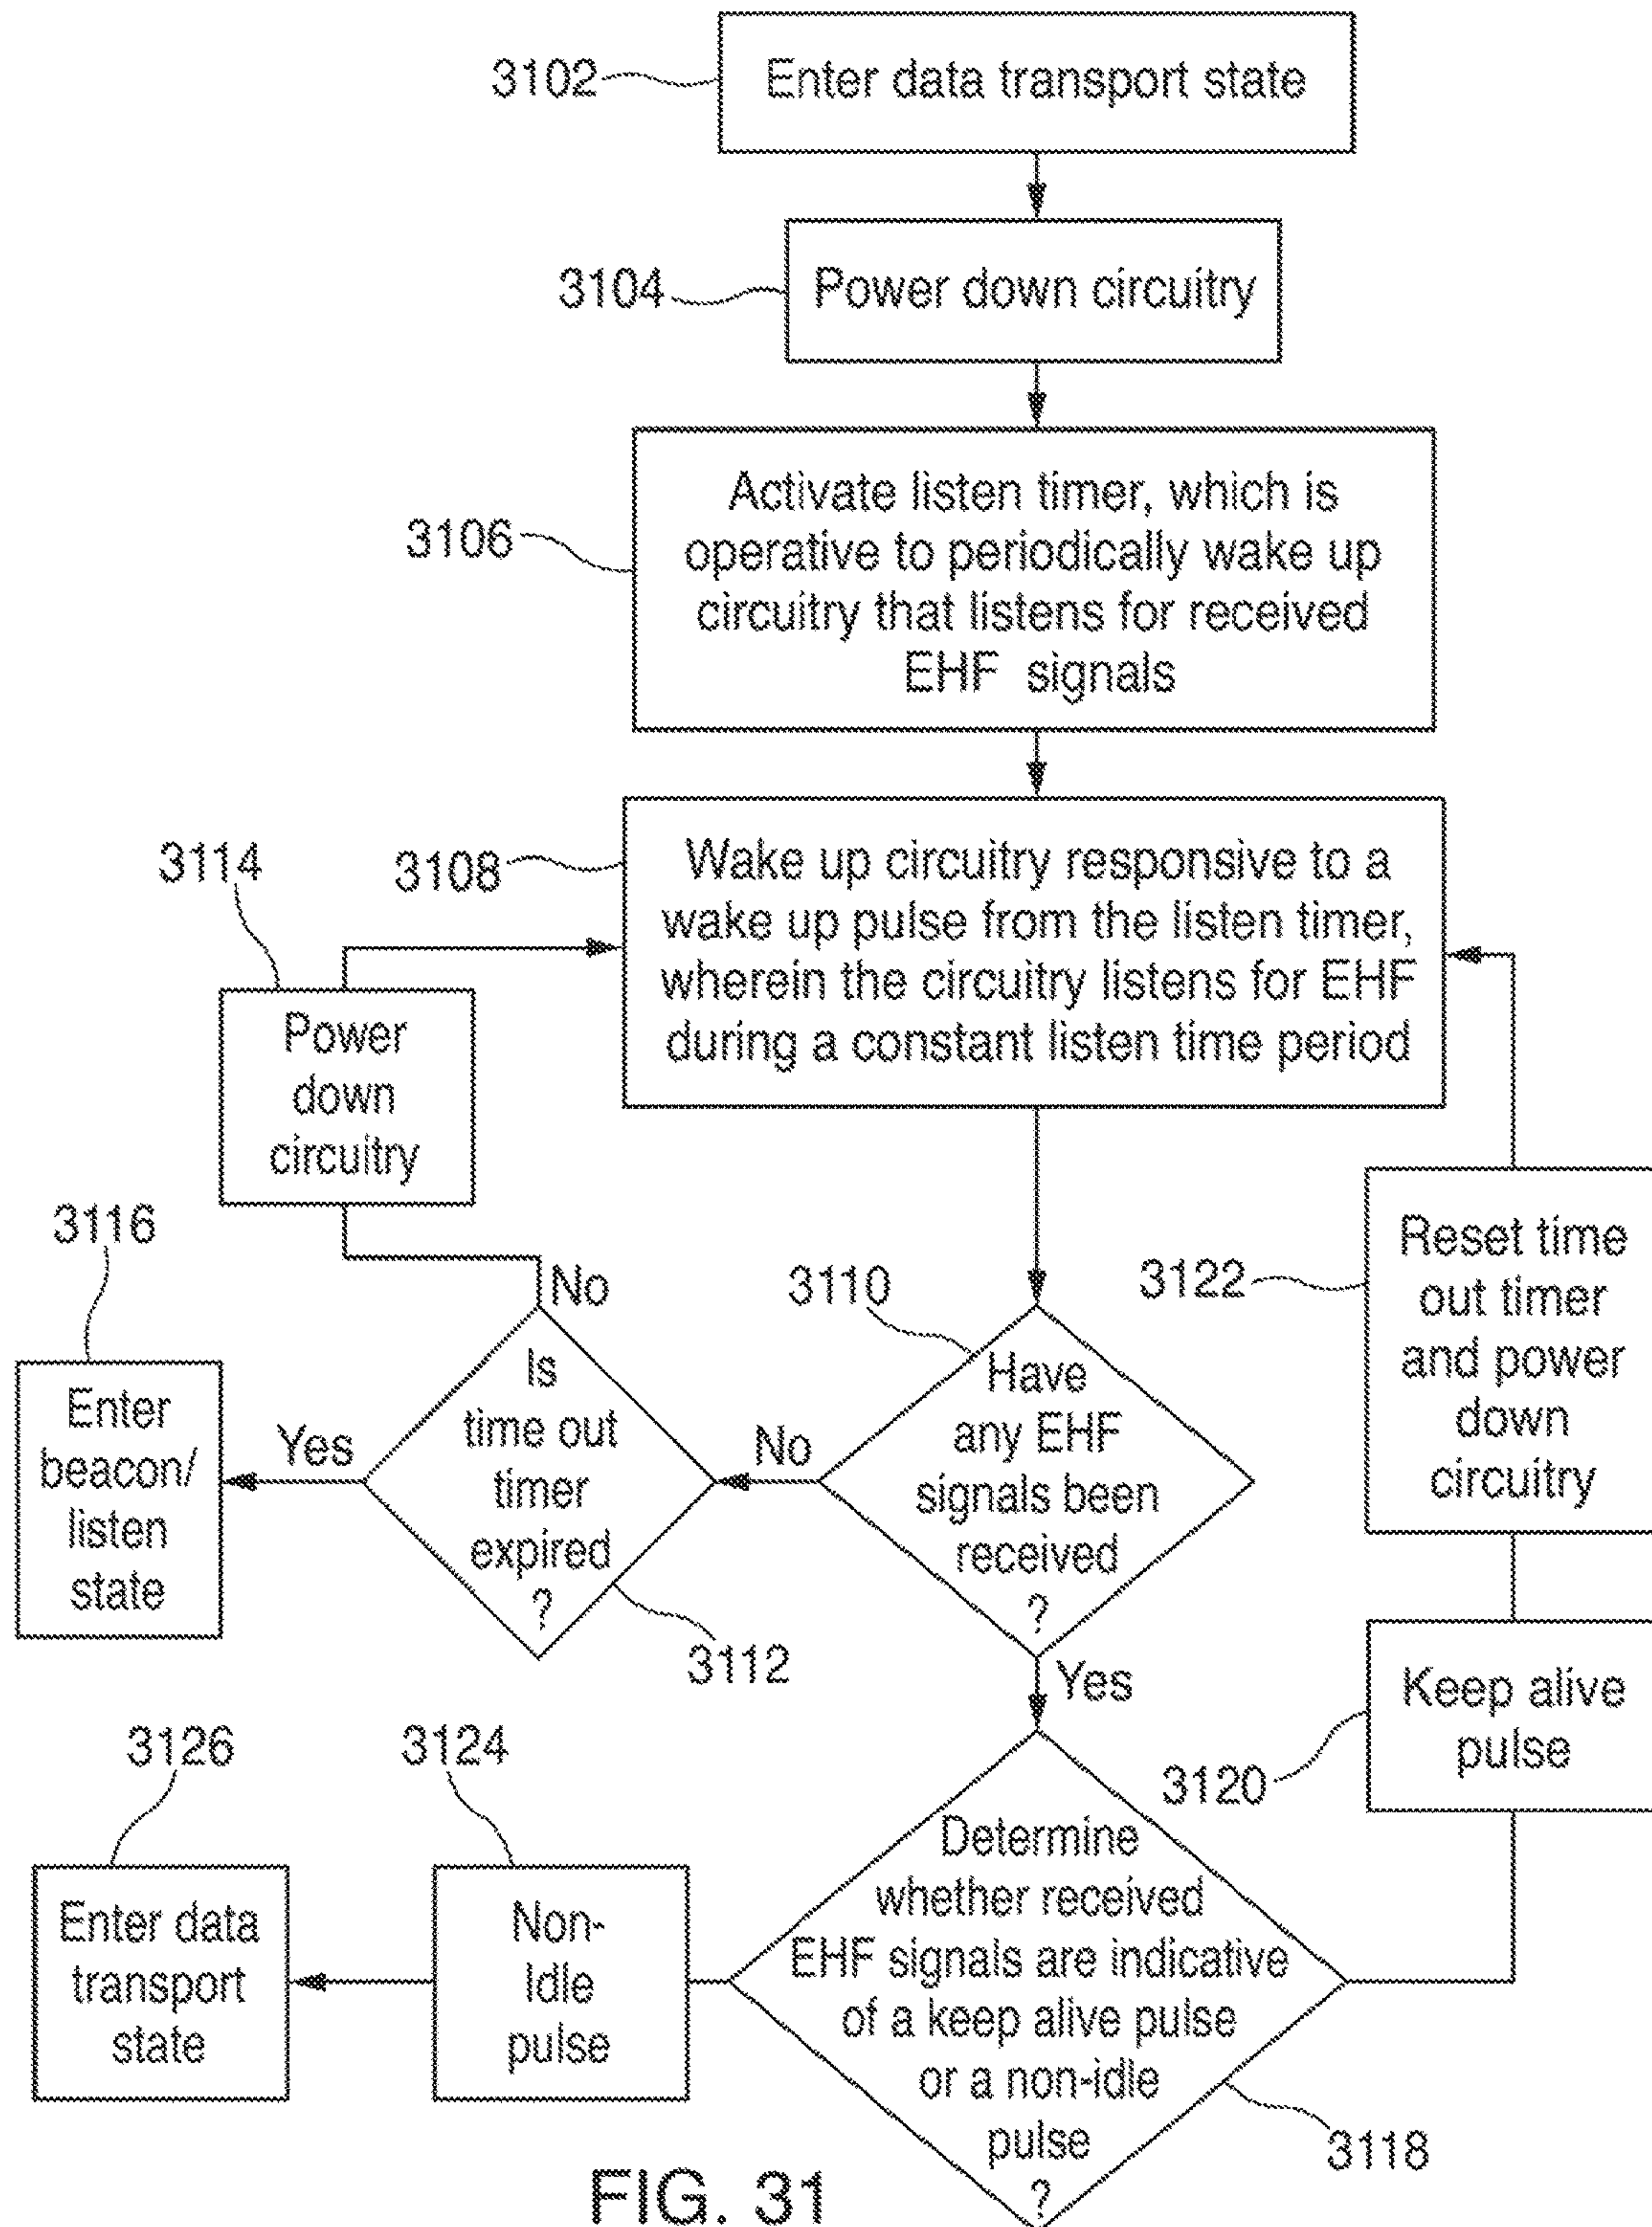 3102
Enter data transport state
3104
Power down circuitry
3106
Activate listen timer, which is
operative to periodically wake up
circuitry that listens for received
EHF signals
3108
Wake up circuitry responsive to a
wake up pulse from the listen timer,
wherein the circuitry listens for EHF
during a constant listen time period
3114
Power
down
circuitry
3116
Enter
beacon/
listen
state
Yes
No
Is
time out
timer
expired
?
3112
No
3110
Have
any EHF
signals been
received
?
Yes
3122
Reset time
out timer
and power
down
circuitry
3120
Keep alive
pulse
3126
Enter data
transport
state
3124
Non-
Idle
pulse
Determine
whether received
EHF signals are indicative
of a keep alive pulse
or a non-idle
pulse
?
3118
FIG. 31